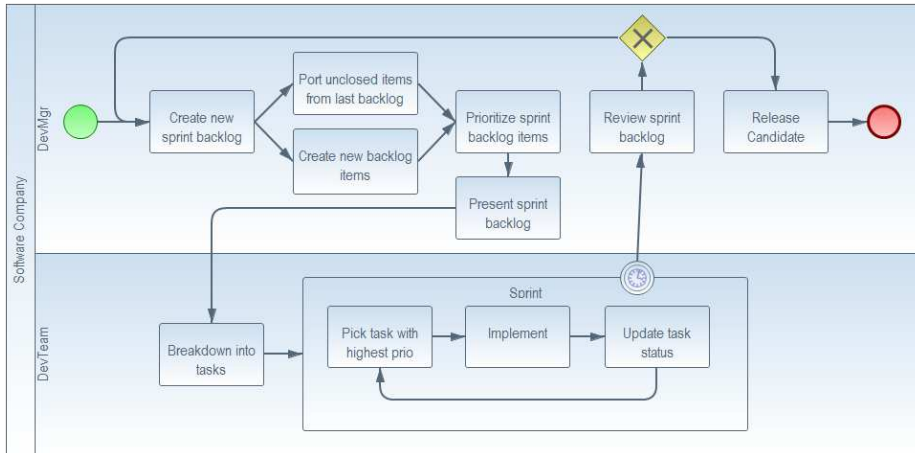 Software Company
DevMgr
Create new
sprint backlog
Port unclosed items
from last backlog
Create new backlog
items
Prioritize sprint
backlog items
Present sprint
backlog
Review sprint
backlog
Release
Candidate
DevTeam
Breakdown into
tasks
Sprint
Pick task with
highest prio
Implement
Update task
status